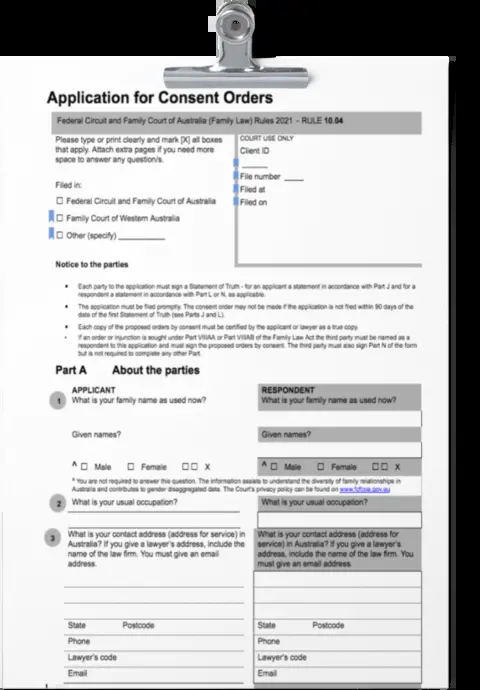 Application for Consent Orders
Federal Circuit and Family Court of Australia (Family Law) Rules 2021 - RULE 10.04
Please type or print clearly and mark [X] all boxes
that apply. Attach extra pages if you need more
space to answer any question/s.
Filed in:
Federal Circuit and Family Court of Australia
Family Court of Western Australia
Other (specify)
COURT USE ONLY
Client ID
File number
Filed at
Filed on
Notice to the parties
Each party to the application must sign a Statement of Truth - for an applicant a statement in accordance with Part J and for a
respondent a statement in accordance with Part L or N, as applicable.
The application must be filed promptly. The consent order may not be made if the application is not filed within 90 days of the
date of the first Statement of Truth (see Parts J and L).
Each copy of the proposed orders by consent must be certified by the applicant or lawyer as a true copy.
If an order or injunction is sought under Part VIIIAA or Part VIIIAB of the Family Law Act the third party must be named as a
respondent to this application and must sign the proposed orders by consent. The third party must also sign Part N of the form
but is not required to complete any other Part.
Part A About the parties
1
APPLICANT
What is your family name as used now?
Given names?
^ Male Female X
RESPONDENT
What is your family name as used now?
Given names?
^ Male Female X
^ You are not required to answer this question. The information assists to understand the diversity of family relationships in
Australia and contributes to gender disaggregated data. The Court's privacy policy can be found on www.fcfcoa.gov.au
2
What is your usual occupation?
What is your usual occupation?
3
What is your contact address (address for service) in
Australia? If you give a lawyer's address, include the
name of the law firm. You must give an email
address.
State Postcode
Phone
Lawyer's code
Email
What is your contact address (address for
service) in Australia? If you give a lawyer's
address, include the name of the law firm. You
must give an email address.
State Postcode
Phone
Lawyer's code
Email